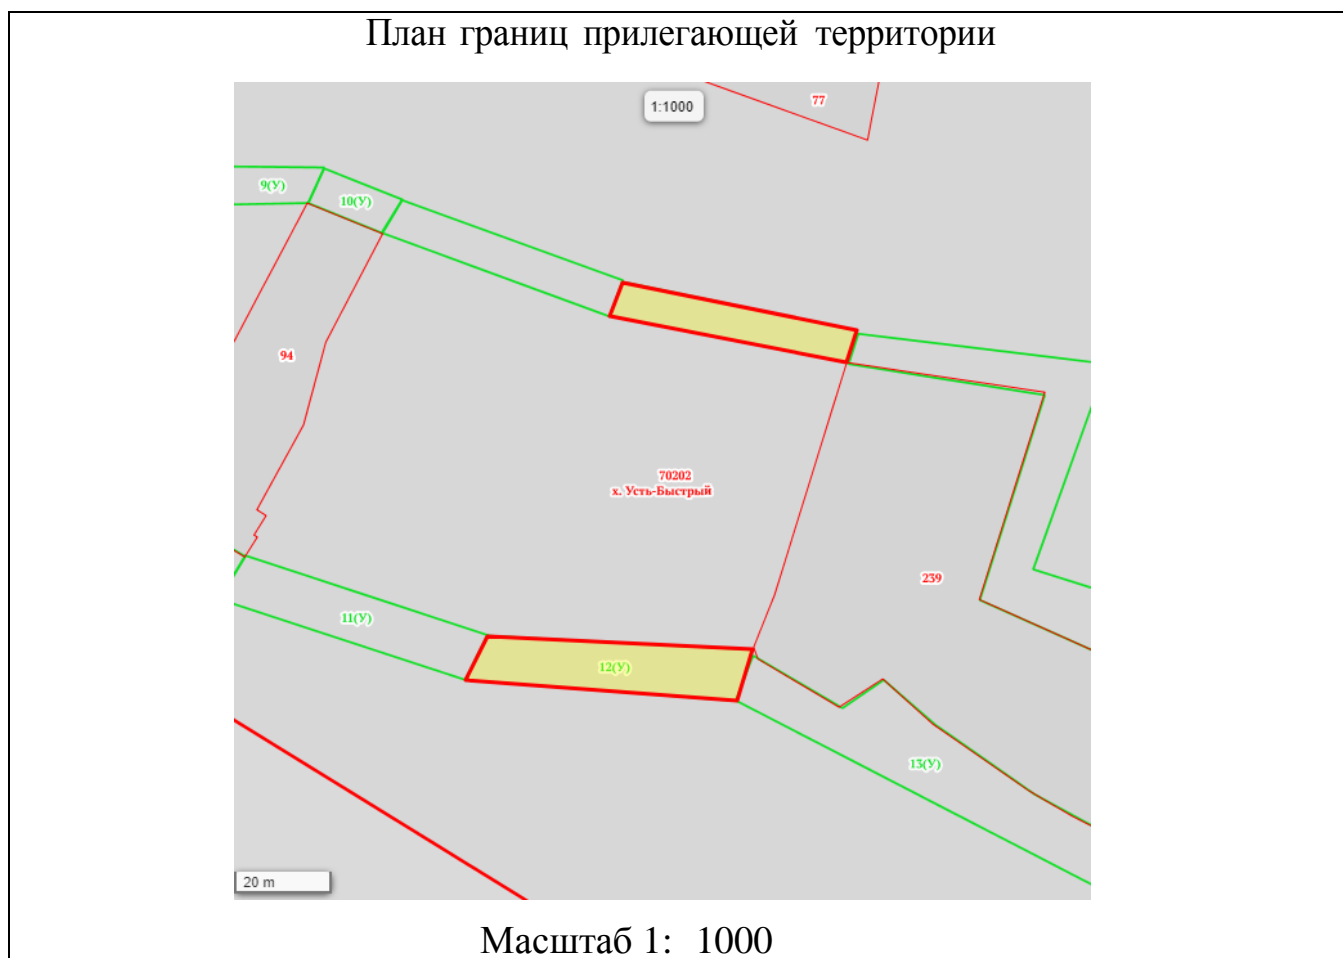 План границ прилегающей территории
1:1000
77
9(У)
10(У)
94
70202
х. Усть-Быстрый
239
11(У)
12(У)
13(У)
20 m
Масштаб 1: 1000